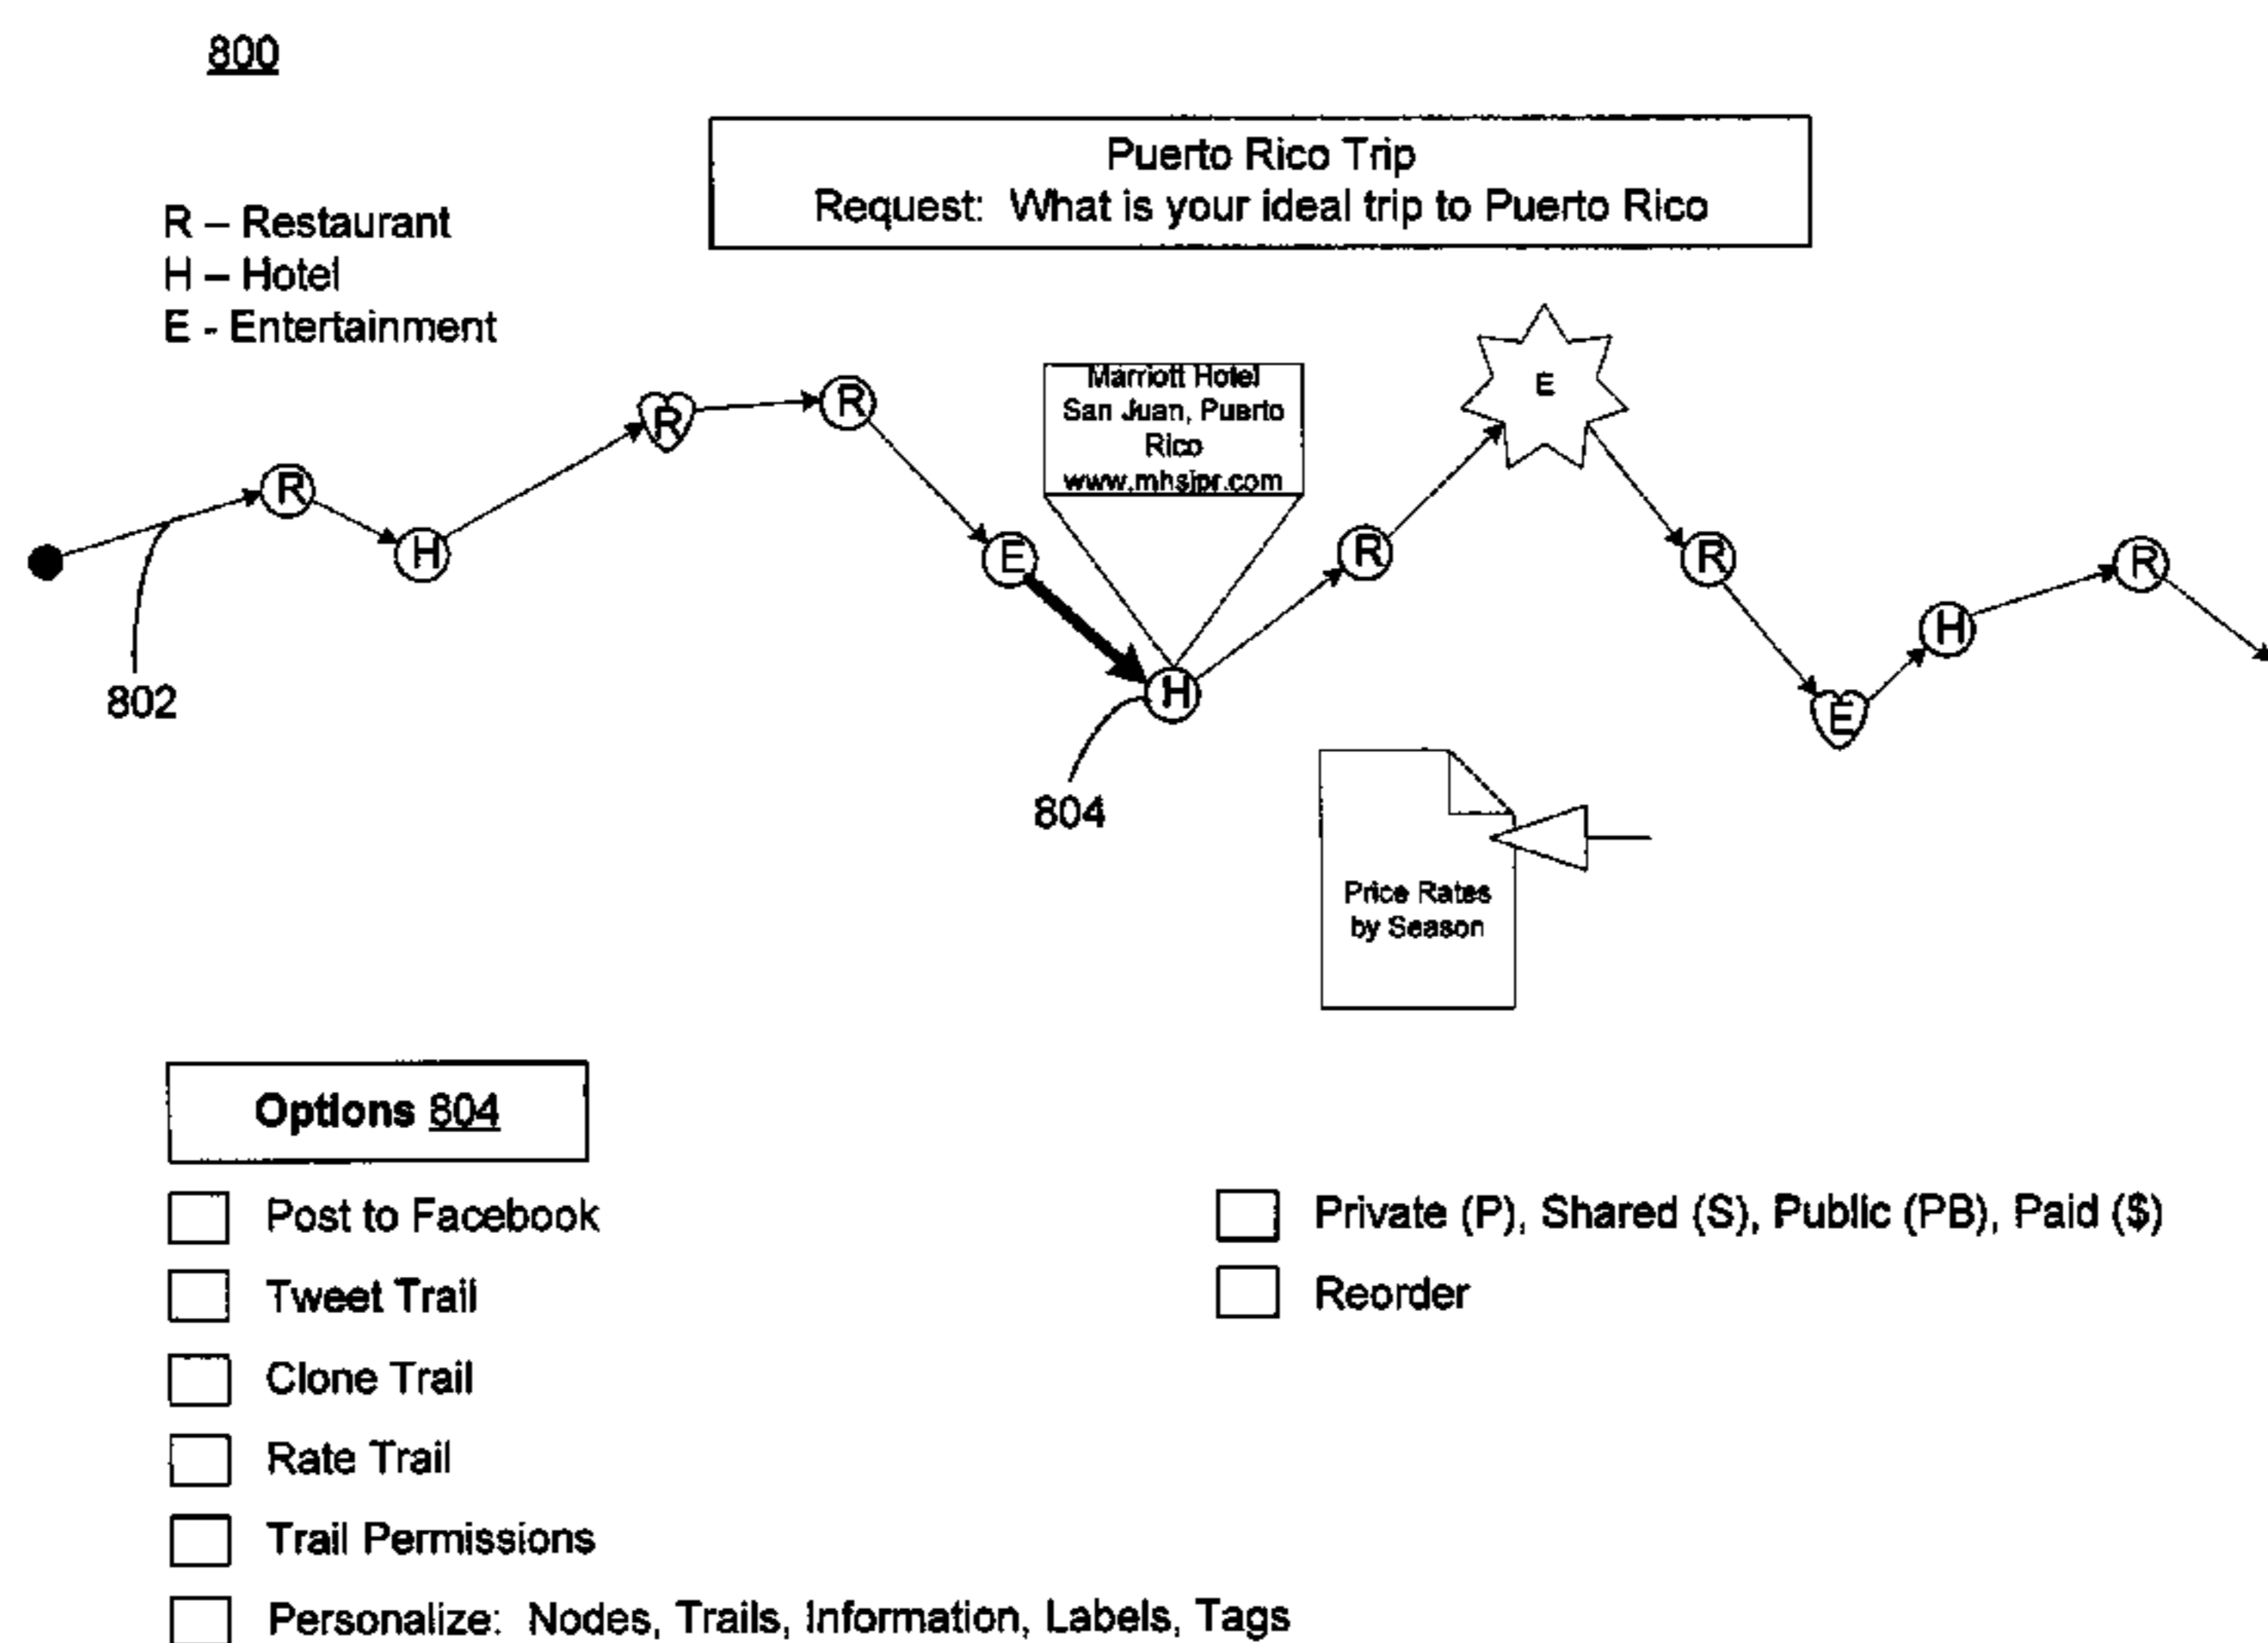 800
Puerto Rico Trip
Request: What is your ideal trip to Puerto Rico
R – Restaurant
H – Hotel
E - Entertainment
R
H
R
R
E
Marriott Hotel
San Juan, Puerto
Rico
www.mhsjpr.com
H
R
E
R
E
H
R
802
804
Price Rates
by Season
Options 804
Post to Facebook
Tweet Trail
Clone Trail
Rate Trail
Trail Permissions
Personalize: Nodes, Trails, Information, Labels, Tags
Private (P), Shared (S), Public (PB), Paid ($)
Reorder